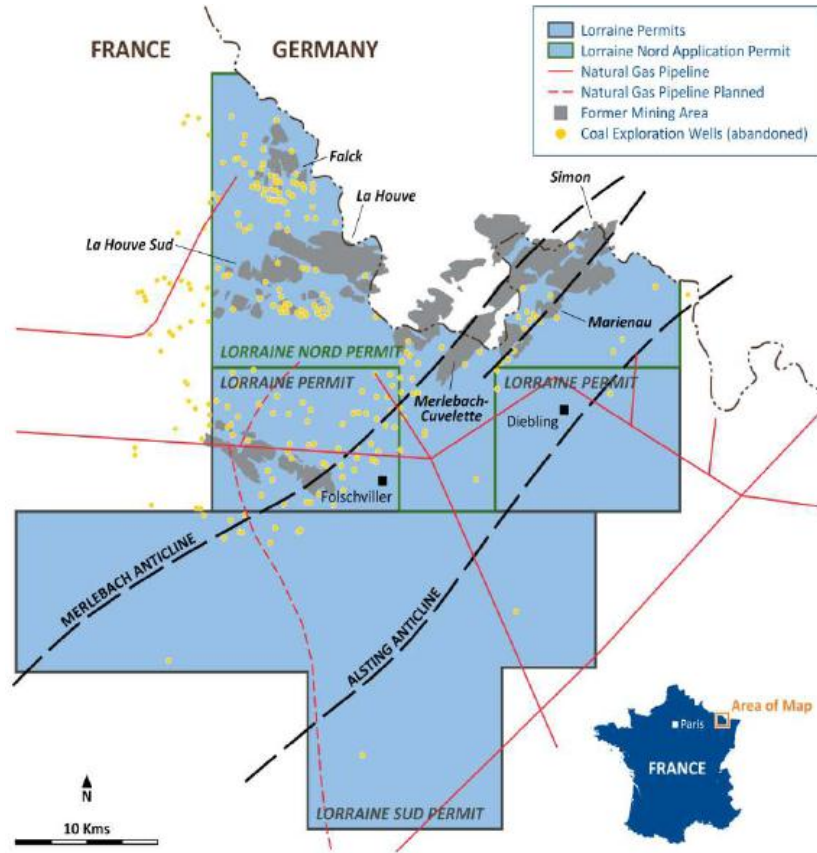 FRANCE
GERMANY
Lorraine Permits
Lorraine Nord Application Permit
Natural Gas Pipeline
Natural Gas Pipeline Planned
Former Mining Area
Coal Exploration Wells (abandoned)
Falck
Simon
La Houve
La Houve Sud
Marienau
LORRAINE NORD PERMIT
LORRAINE PERMIT
LORRAINE PERMIT
Merlebach-
Cuvelette
Diebling
Folschviller
MERLEBACH ANTICLINE
ALSTING ANTICLINE
Area of Map
Paris
FRANCE
N
10 Kms
LORRAINE SUD PERMIT